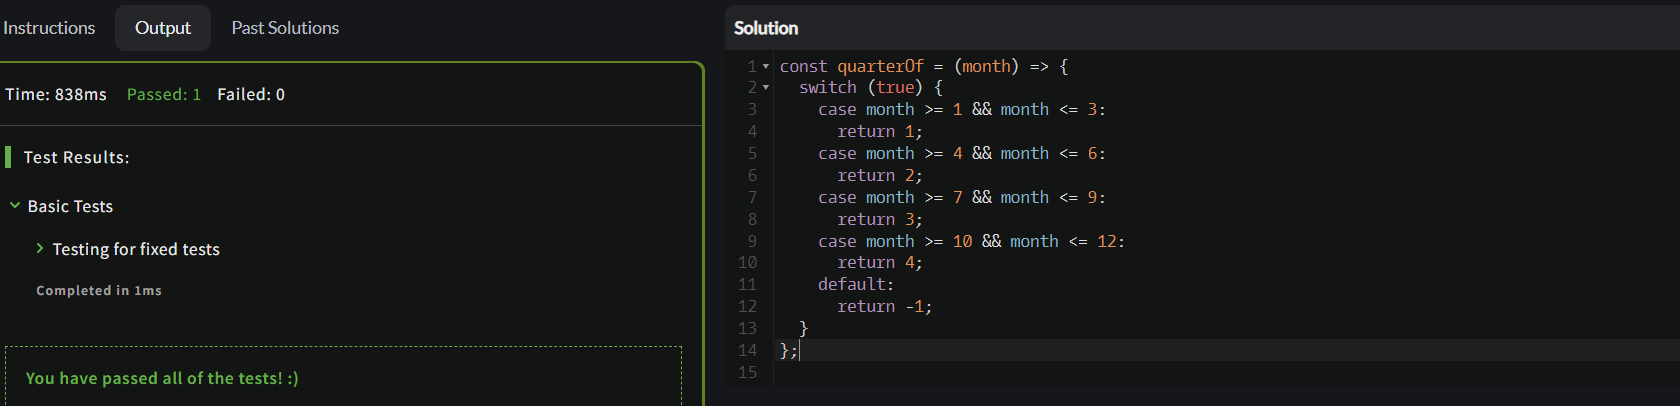 Instructions Output Past Solutions
Time: 838ms Passed: 1 Failed: 0
Test Results:
Basic Tests
Testing for fixed tests
Completed in 1ms
You have passed all of the tests! :)
Solution
1 const quarterOf = (month) => {
2   switch (true) {
3     case month >= 1 && month <= 3:
4       return 1;
5     case month >= 4 && month <= 6:
6       return 2;
7     case month >= 7 && month <= 9:
8       return 3;
9     case month >= 10 && month <= 12:
10       return 4;
11     default:
12       return -1;
13   }
14 };
15